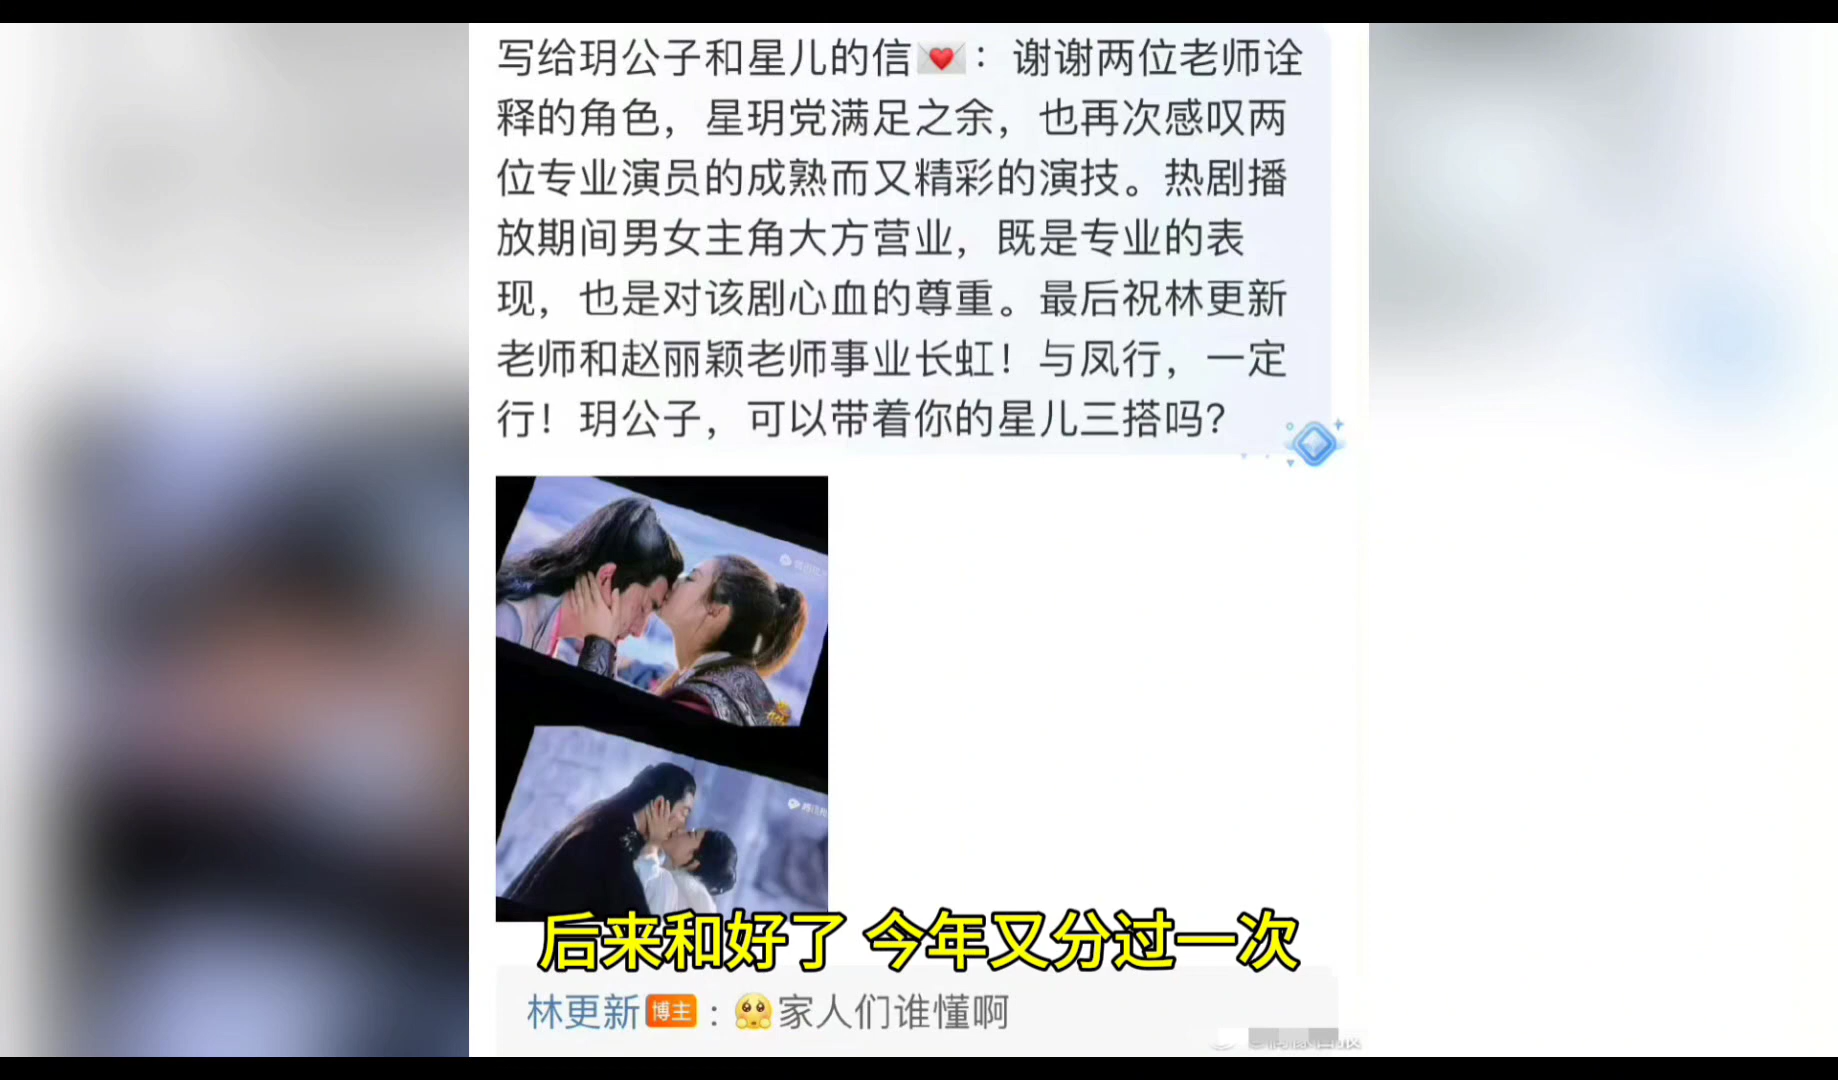 写给玥公子和星儿的信💌：谢谢两位老师诠
释的角色，星玥党满足之余，也再次感叹两
位专业演员的成熟而又精彩的演技。热剧播
放期间男女主角大方营业，既是专业的表
现，也是对该剧心血的尊重。最后祝林更新
老师和赵丽颖老师事业长虹！与凤行，一定
行！玥公子，可以带着你的星儿三搭吗？
后来和好了 今年又分过一次
林更新 博主：🥺家人们谁懂啊